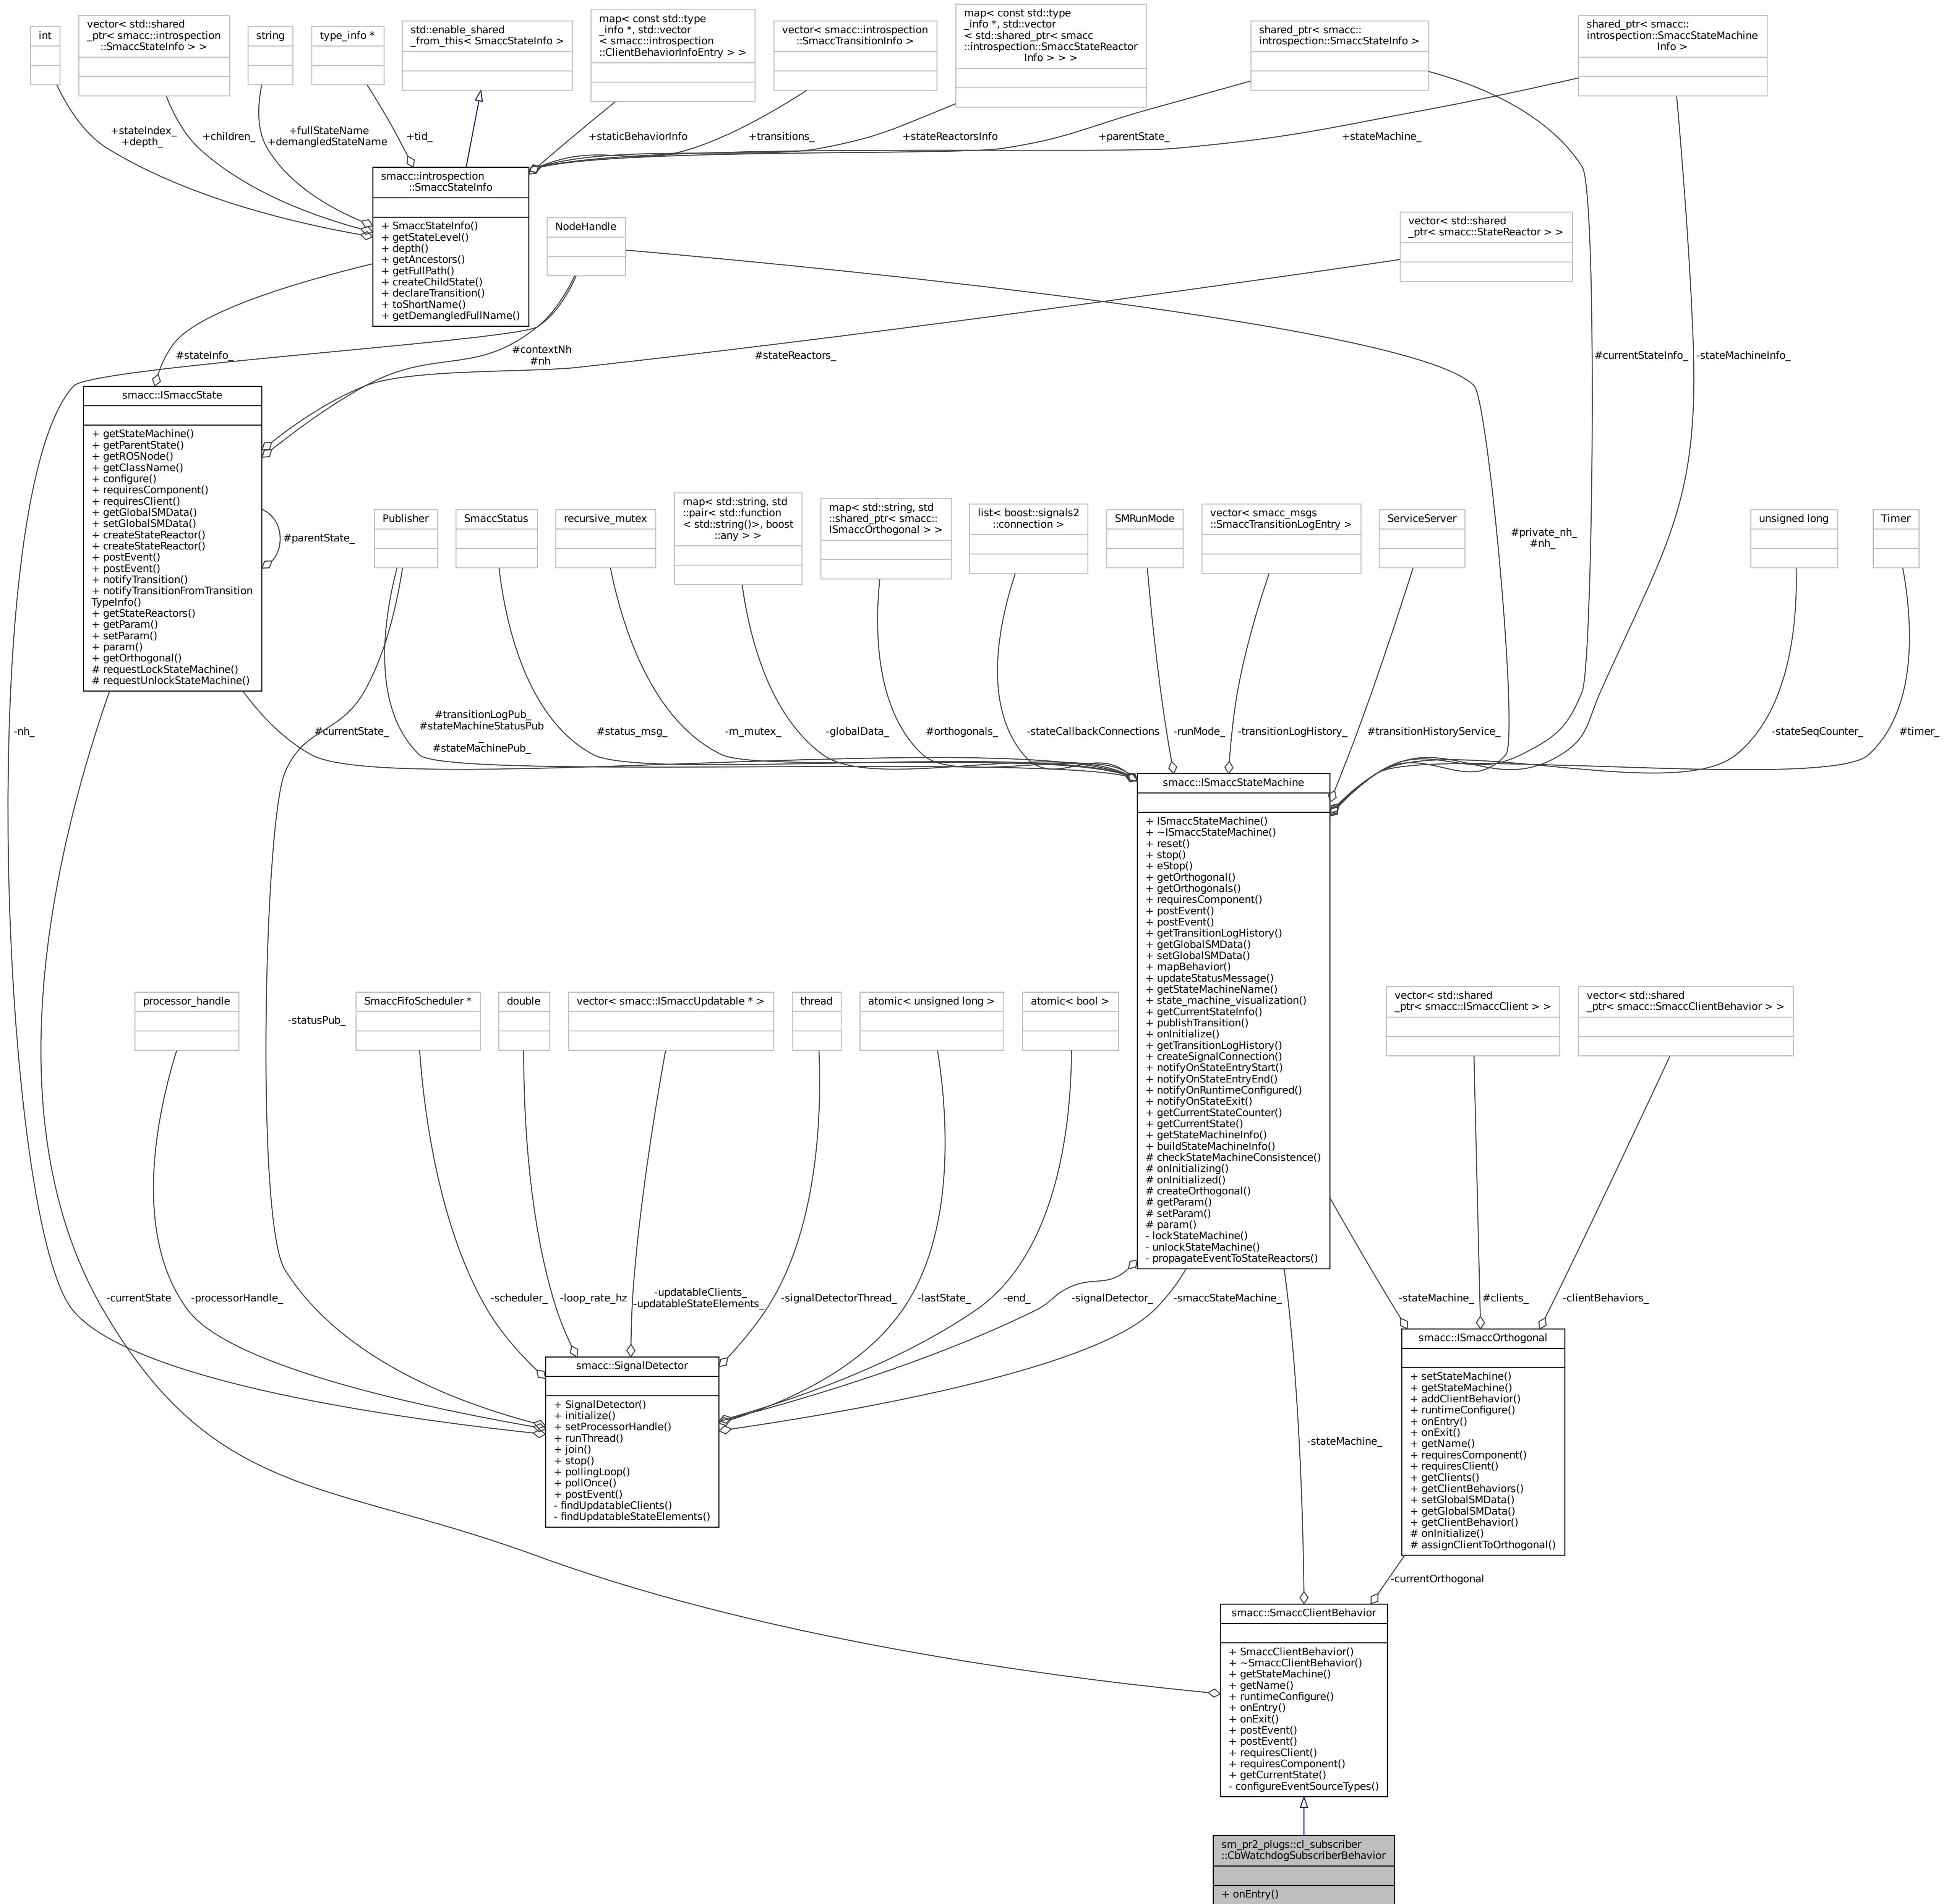 int
vector< std::shared
_ptr< smacc::introspection
::SmaccStateInfo > >
string
type_info *
std::enable_shared
_from_this< SmaccStateInfo >
map< const std::type
_info *, std::vector
< smacc::introspection
::ClientBehaviorInfoEntry > >
vector< smacc::introspection
::SmaccTransitionInfo >
map< const std::type
_info *, std::vector
< std::shared_ptr< smacc
::introspection::SmaccStateReactor
Info > > >
shared_ptr< smacc::
introspection::SmaccStateInfo >
shared_ptr< smacc::
introspection::SmaccStateMachine
Info >
+stateIndex_
+depth_
+children_
+fullStateName
+demangledStateName
+tid_
+staticBehaviorInfo
+transitions_
+stateReactorsInfo
+parentState_
+stateMachine_
smacc::introspection
::SmaccStateInfo
+ SmaccStateInfo()
+ getStateLevel()
+ depth()
+ getAncestors()
+ getFullPath()
+ createChildState()
+ declareTransition()
+ toShortName()
+ getDemangledFullName()
NodeHandle
vector< std::shared
_ptr< smacc::StateReactor > >
#stateInfo_
#contextNh
#nh
#stateReactors_
#currentStateInfo_
-stateMachineInfo_
smacc::ISmaccState
+ getStateMachine()
+ getParentState()
+ getROSNode()
+ getClassName()
+ configure()
+ requiresComponent()
+ requiresClient()
+ getGlobalSMData()
+ setGlobalSMData()
+ createStateReactor()
+ createStateReactor()
+ postEvent()
+ postEvent()
+ notifyTransition()
+ notifyTransitionFromTransition
TypeInfo()
+ getStateReactors()
+ getParam()
+ setParam()
+ param()
+ getOrthogonal()
# requestLockStateMachine()
# requestUnlockStateMachine()
#parentState_
Publisher
SmaccStatus
recursive_mutex
map< std::string, std
::pair< std::function
< std::string()>, boost
::any > >
map< std::string, std
::shared_ptr< smacc::
ISmaccOrthogonal > >
list< boost::signals2
::connection >
SMRunMode
vector< smacc_msgs
::SmaccTransitionLogEntry >
ServiceServer
#private_nh_
#nh_
unsigned long
Timer
-nh_
#currentState_
#transitionLogPub_
#stateMachineStatusPub
_
#stateMachinePub_
#status_msg_
-m_mutex_
-globalData_
#orthogonals_
-stateCallbackConnections
-runMode_
-transitionLogHistory_
#transitionHistoryService_
-stateSeqCounter_
#timer_
smacc::ISmaccStateMachine
+ ISmaccStateMachine()
+ ~ISmaccStateMachine()
+ reset()
+ stop()
+ eStop()
+ getOrthogonal()
+ getOrthogonals()
+ requiresComponent()
+ postEvent()
+ postEvent()
+ getTransitionLogHistory()
+ getGlobalSMData()
+ setGlobalSMData()
+ mapBehavior()
+ updateStatusMessage()
+ getStateMachineName()
+ state_machine_visualization()
+ getCurrentStateInfo()
+ publishTransition()
+ onInitialize()
+ getTransitionLogHistory()
+ createSignalConnection()
+ notifyOnStateEntryStart()
+ notifyOnStateEntryEnd()
+ notifyOnRuntimeConfigured()
+ notifyOnStateExit()
+ getCurrentStateCounter()
+ getCurrentState()
+ getStateMachineInfo()
+ buildStateMachineInfo()
# checkStateMachineConsistence()
# onInitializing()
# onInitialized()
# createOrthogonal()
# getParam()
# setParam()
# param()
- lockStateMachine()
- unlockStateMachine()
- propagateEventToStateReactors()
processor_handle
-statusPub_
SmaccFifoScheduler *
double
vector< smacc::ISmaccUpdatable * >
thread
atomic< unsigned long >
atomic< bool >
vector< std::shared
_ptr< smacc::ISmaccClient > >
vector< std::shared
_ptr< smacc::SmaccClientBehavior > >
-currentState
-processorHandle_
-scheduler_
-loop_rate_hz
-updatableClients_
-updatableStateElements_
-signalDetectorThread_
-lastState_
-end_
-signalDetector_
-smaccStateMachine_
-stateMachine_
#clients_
-clientBehaviors_
smacc::SignalDetector
+ SignalDetector()
+ initialize()
+ setProcessorHandle()
+ runThread()
+ join()
+ stop()
+ pollingLoop()
+ pollOnce()
+ postEvent()
- findUpdatableClients()
- findUpdatableStateElements()
smacc::ISmaccOrthogonal
+ setStateMachine()
+ getStateMachine()
+ addClientBehavior()
+ runtimeConfigure()
+ onEntry()
+ onExit()
+ getName()
+ requiresComponent()
+ requiresClient()
+ getClients()
+ getClientBehaviors()
+ setGlobalSMData()
+ getGlobalSMData()
+ getClientBehavior()
# onInitialize()
# assignClientToOrthogonal()
-stateMachine_
-currentOrthogonal
smacc::SmaccClientBehavior
+ SmaccClientBehavior()
+ ~SmaccClientBehavior()
+ getStateMachine()
+ getName()
+ runtimeConfigure()
+ onEntry()
+ onExit()
+ postEvent()
+ postEvent()
+ requiresClient()
+ requiresComponent()
+ getCurrentState()
- configureEventSourceTypes()
sm_pr2_plugs::cl_subscriber
::CbWatchdogSubscriberBehavior
+ onEntry()